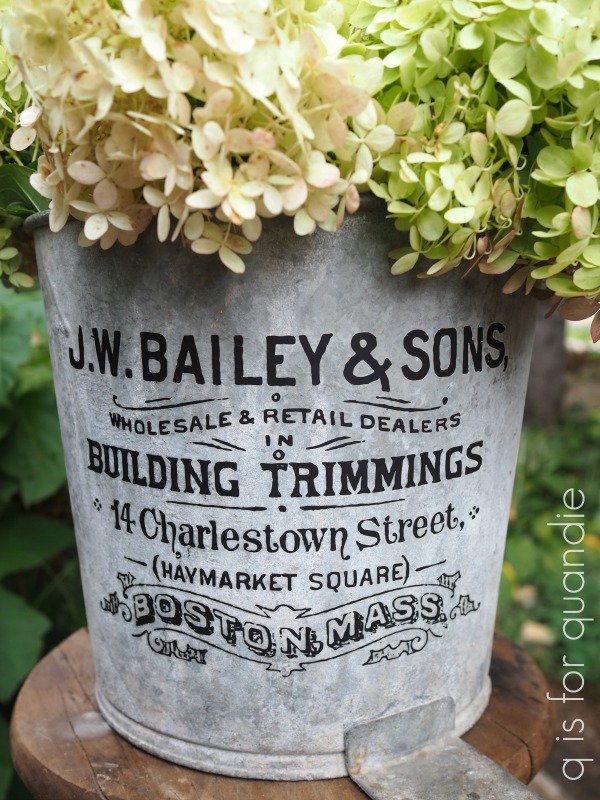 J.W. BAILEY & SONS,
WHOLESALE & RETAIL DEALERS
IN
BUILDING TRIMMINGS
14 Charlestown Street,
(HAYMARKET SQUARE)
BOSTON, MASS.
q is for quandie